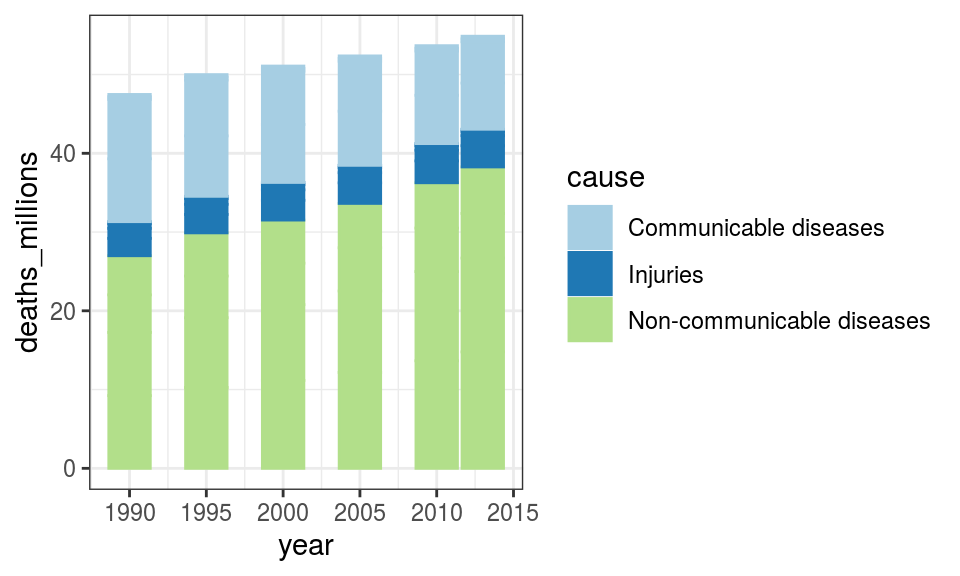 deaths_millions
40
20
0
1990 1995 2000 2005 2010 2015
year
cause
Communicable diseases
Injuries
Non-communicable diseases